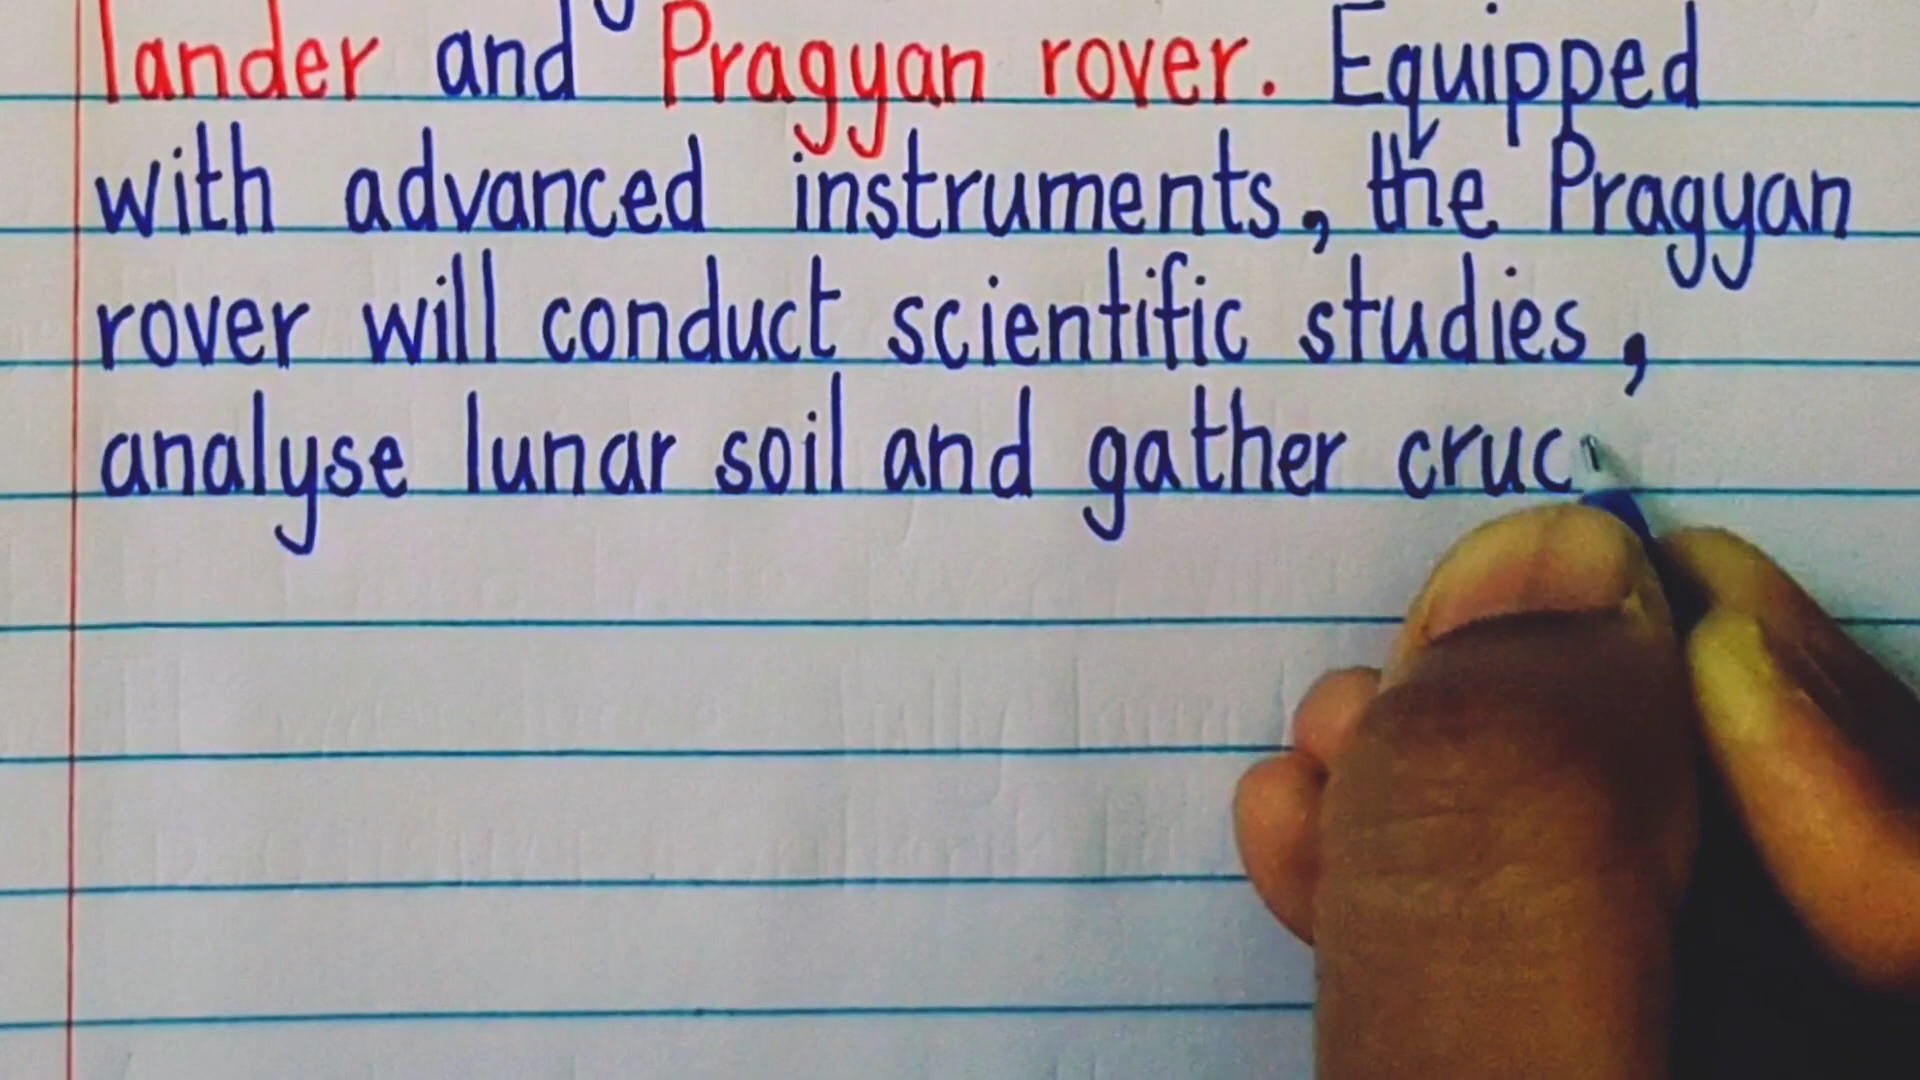 lander and Pragyan rover. Equipped
with advanced instruments, the Pragyan
rover will conduct scientific studies,
analyse lunar soil and gather cruc